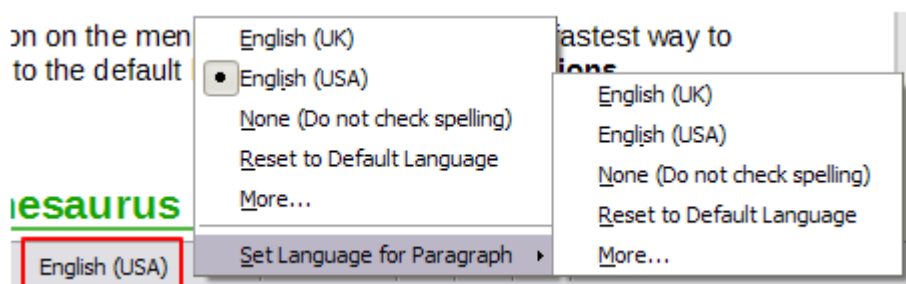 on on the men
fastest way to
to the default
ions
English (UK)
English (USA)
None (Do not check spelling)
Reset to Default Language
More...
Set Language for Paragraph
English (UK)
English (USA)
None (Do not check spelling)
Reset to Default Language
More...
esaurus
English (USA)